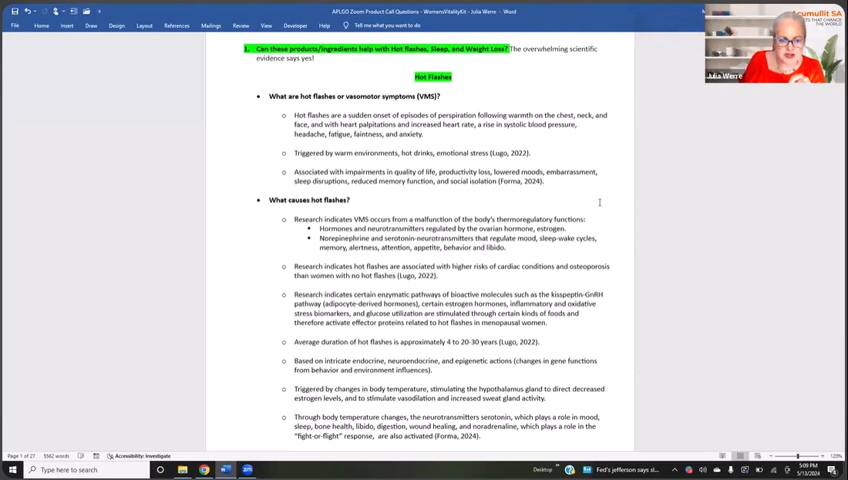 APLGO Zoom Product Call Questions - WomensVitalityKit - Julia Werre - Word
File Home Insert Draw Design Layout References Mailings Review View Developer Help Tell me what you want to do
Acumullit SA
TS THAT CHANGE
THE WORLD
Julia Werre
1. Can these products/ingredients help with Hot flashes, Sleep, and Weight Loss? The overwhelming scientific
evidence says yes!
Hot Flashes
• What are hot flashes or vasomotor symptoms (VMS)?
o Hot flashes are a sudden onset of episodes of perspiration following warmth on the chest, neck, and
face, and with heart palpitations and increased heart rate, a rise in systolic blood pressure,
headache, fatigue, faintness, and anxiety.
o Triggered by warm environments, hot drinks, emotional stress (Lugo, 2022).
o Associated with impairments in quality of life, productivity loss, lowered moods, embarrassment,
sleep disruptions, reduced memory function, and social isolation (Forma, 2024).
• What causes hot flashes?
o Research indicates VMS occurs from a malfunction of the body's thermoregulatory functions:
• Hormones and neurotransmitters regulated by the ovarian hormone, estrogen.
• Norepinephrine and serotonin-neurotransmitters that regulate mood, sleep-wake cycles,
memory, alertness, attention, appetite, behavior and libido.
o Research indicates hot flashes are associated with higher risks of cardiac conditions and osteoporosis
than women with no hot flashes (Lugo, 2022).
o Research indicates certain enzymatic pathways of bioactive molecules such as the kisspeptin-GnRH
pathway (adipocyte-derived hormones), certain estrogen hormones, inflammatory and oxidative
stress biomarkers, and glucose utilization are stimulated through certain kinds of foods and
therefore activate effector proteins related to hot flashes in menopausal women.
o Average duration of hot flashes is approximately 4 to 20-30 years (Lugo, 2022).
o Based on intricate endocrine, neuroendocrine, and epigenetic actions (changes in gene functions
from behavior and environment influences).
o Triggered by changes in body temperature, stimulating the hypothalamus gland to direct decreased
estrogen levels, and to stimulate vasodilation and increased sweat gland activity.
o Through body temperature changes, the neurotransmitters serotonin, which plays a role in mood,
sleep, bone health, libido, digestion, wound healing, and noradrenaline, which plays a role in the
"fight-or-flight" response, are also activated (Forma, 2024).
Page 1 of 27 5562 words Accessibility: Investigate 120%
Type here to search Desktop Fed's jefferson says sl... 5:09 PM
5/13/2024